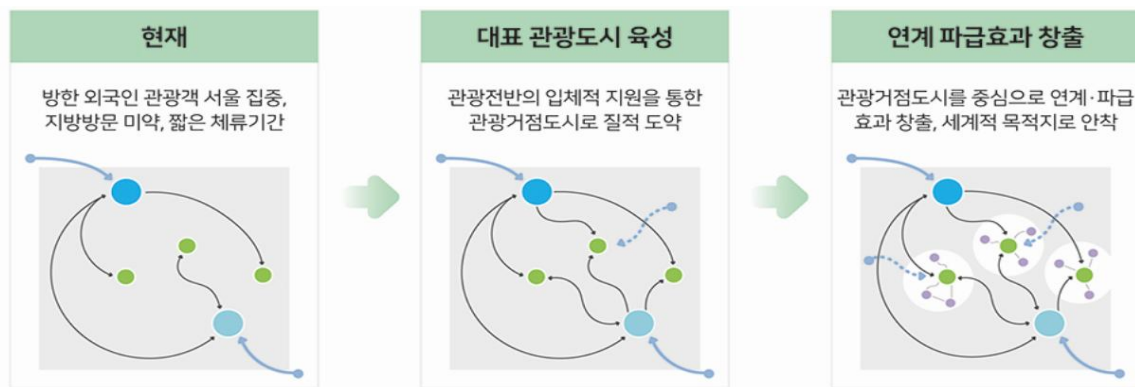 현재
방한 외국인 관광객 서울 집중,
지방방문 미약, 짧은 체류기간
대표 관광도시 육성
관광전반의 입체적 지원을 통한
관광거점도시로 질적 도약
연계 파급효과 창출
관광거점도시를 중심으로 연계·파급
효과 창출, 세계적 목적지로 안착